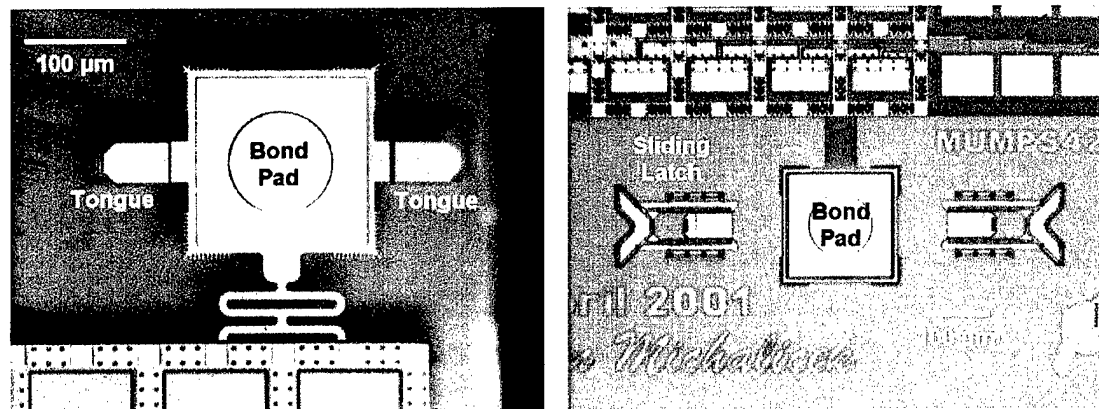 100 µm
Bond
Pad
Tongue
Tongue
Sliding
Latch
MUMPS42
Bond
Pad
ril 2001